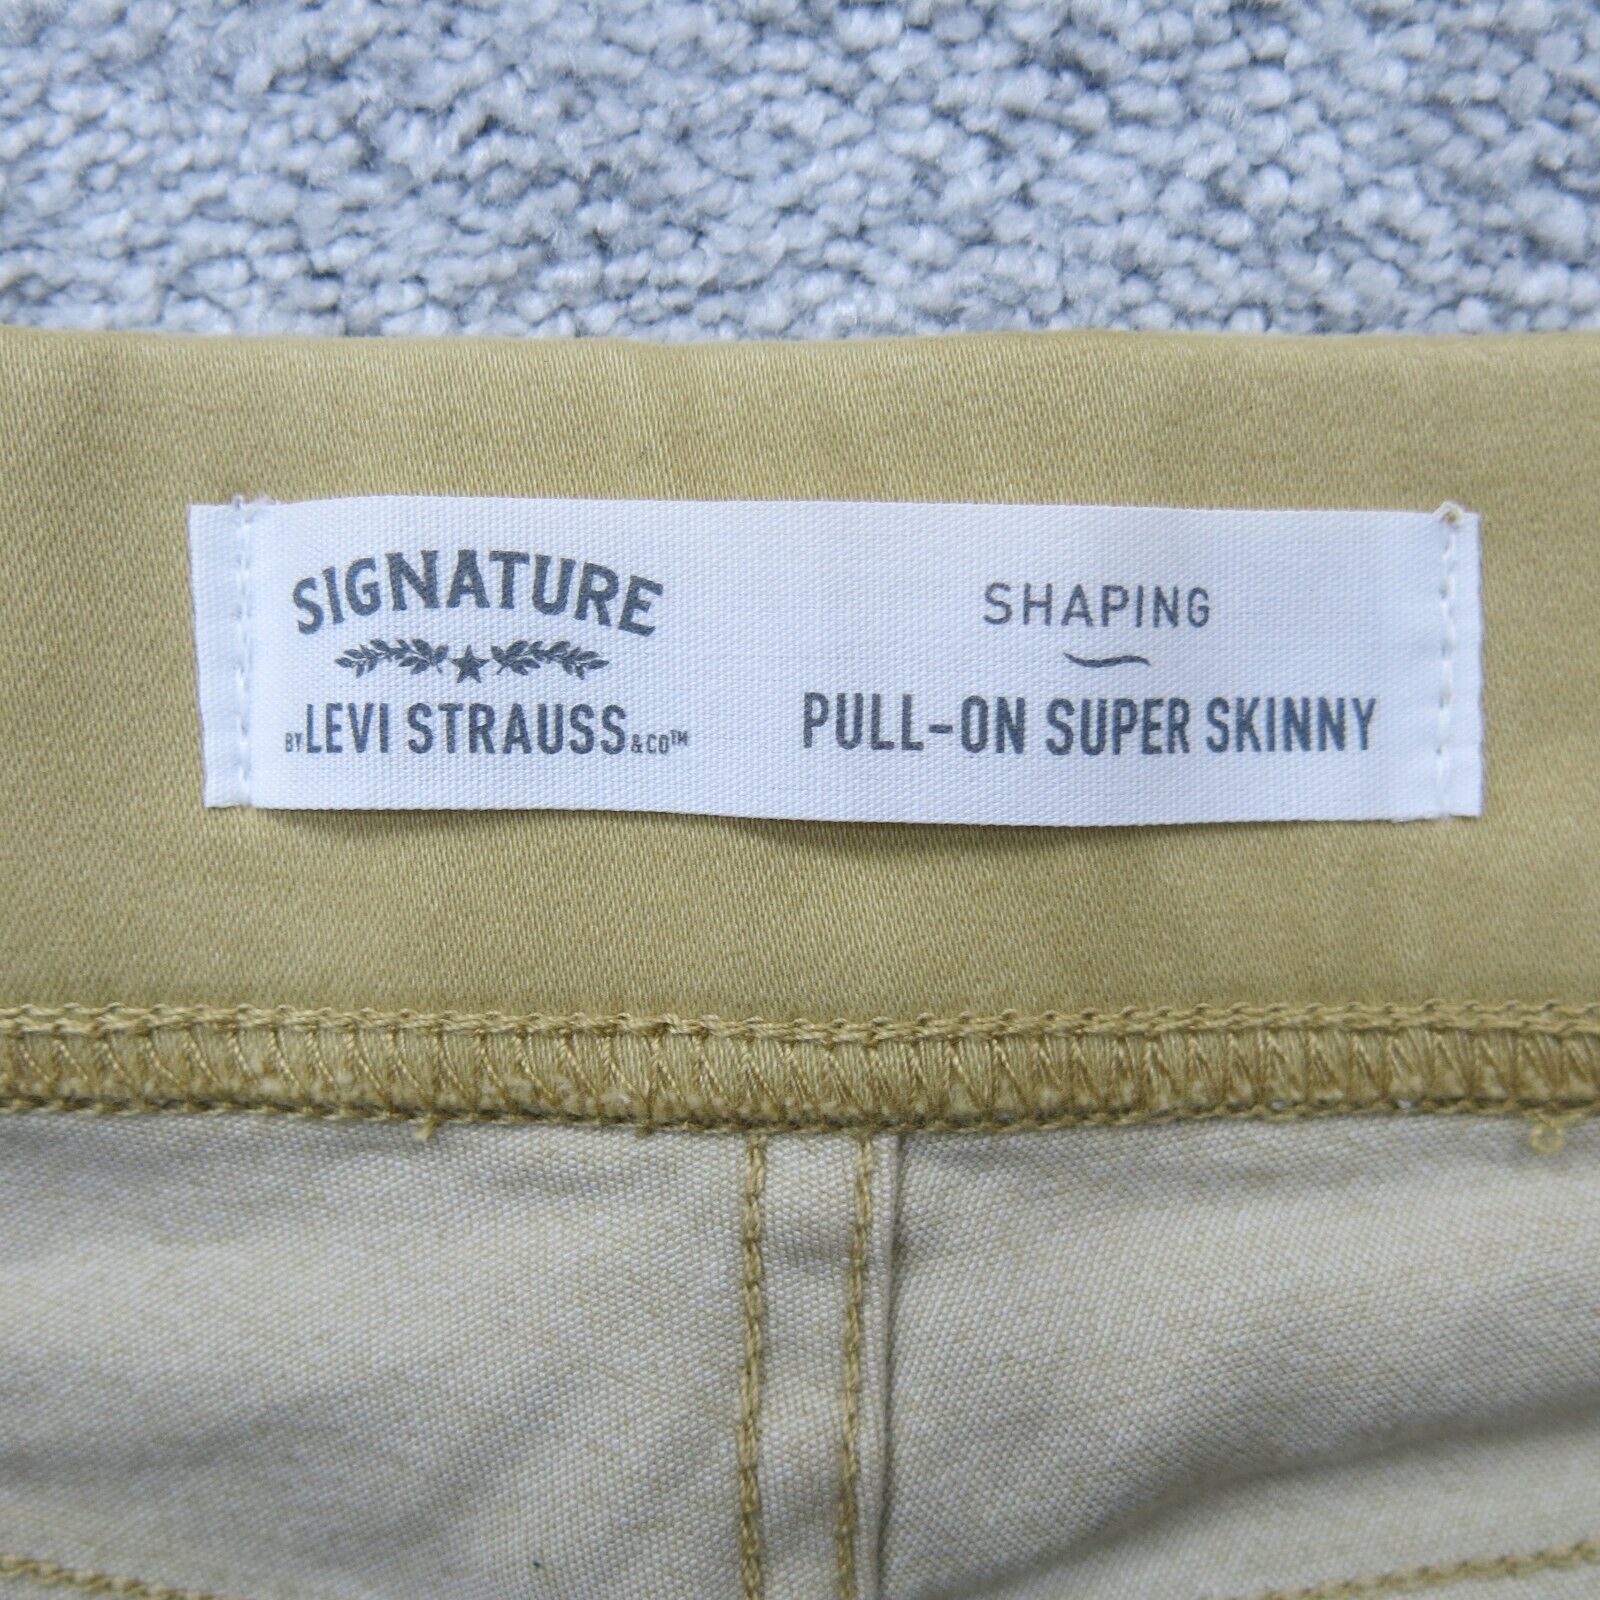 SIGNATURE
BY LEVI STRAUSS & CO™
SHAPING
PULL-ON SUPER SKINNY